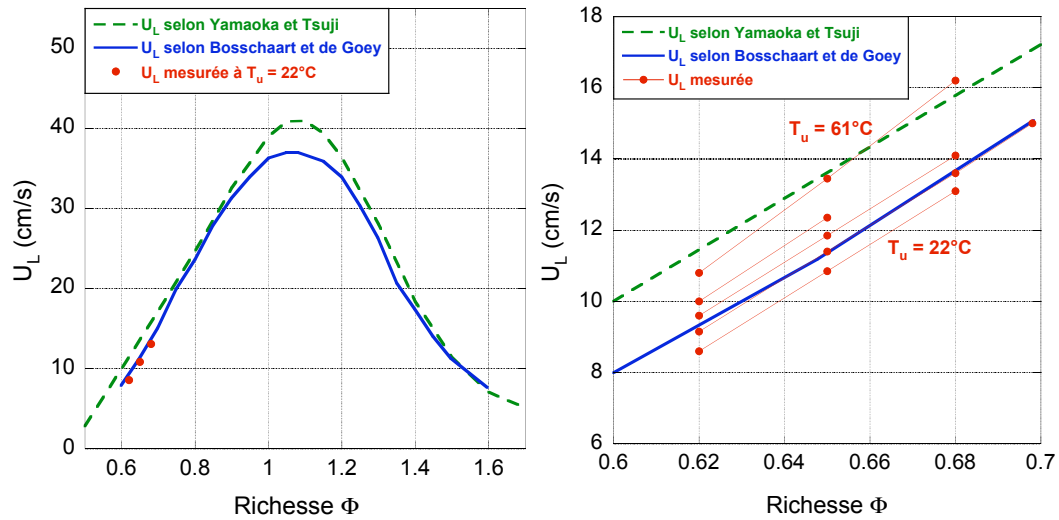 U_L selon Yamaoka et Tsuji
U_L selon Bosschaart et de Goey
U_L mesurée à T_u = 22°C
50
40
30
20
10
0
U_L (cm/s)
0.6 0.8 1 1.2 1.4 1.6
Richesse Φ
U_L selon Yamaoka et Tsuji
U_L selon Bosschaart et de Goey
U_L mesurée
T_u = 61°C
T_u = 22°C
18
16
14
12
10
8
6
U_L (cm/s)
0.6 0.62 0.64 0.66 0.68 0.7
Richesse Φ